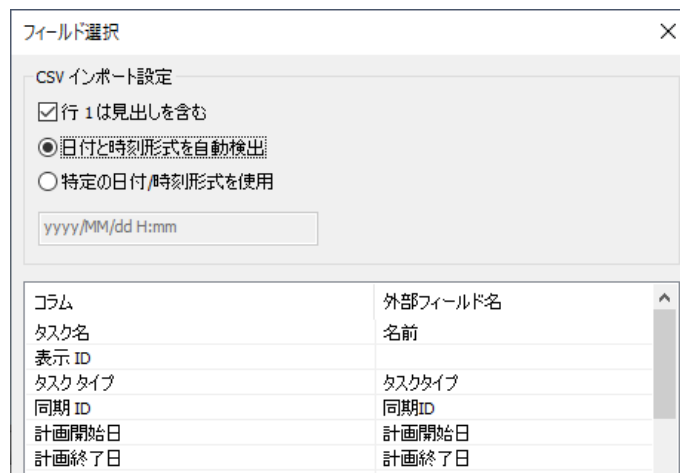 フィールド選択
CSV インポート設定
行 1は見出しを含む
日付と時刻形式を自動検出
特定の日付/時刻形式を使用
yyyy/MM/dd H:mm
コラム 外部フィールド名
タスク名 名前
表示 ID
タスク タイプ タスクタイプ
同期 ID 同期ID
計画開始日 計画開始日
計画終了日 計画終了日